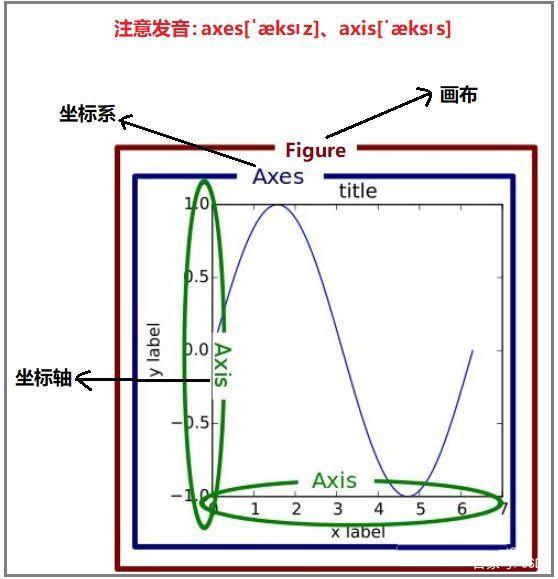 注意发音：axes[ˈæksɪz]、axis[ˈæksɪs]
画布
坐标系
Figure
Axes
title
1.0
0.5
0.0
−0.5
−1.0
y label
Axis
坐标轴
Axis
0 1 2 3 4 5 6 7
x label